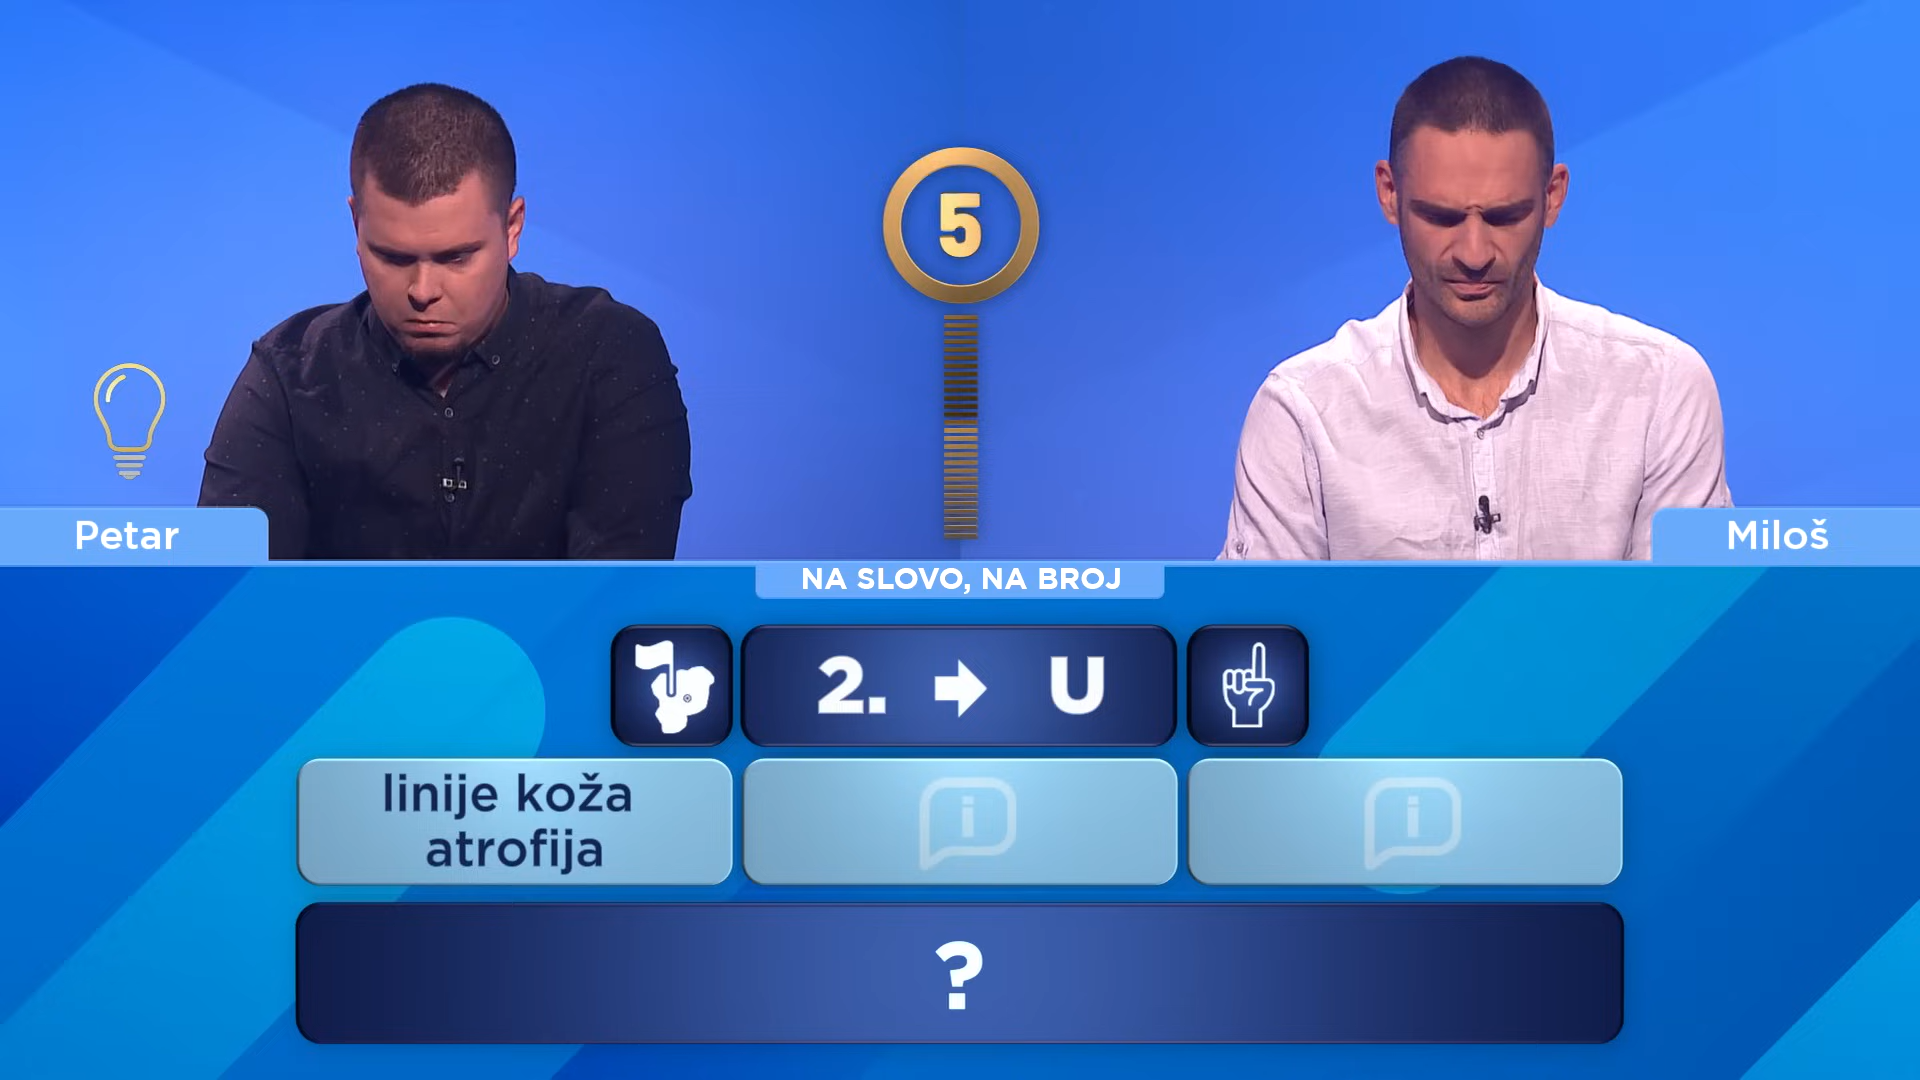 5
Petar
Miloš
NA SLOVO, NA BROJ
2. → U
linije koža
atrofija
?